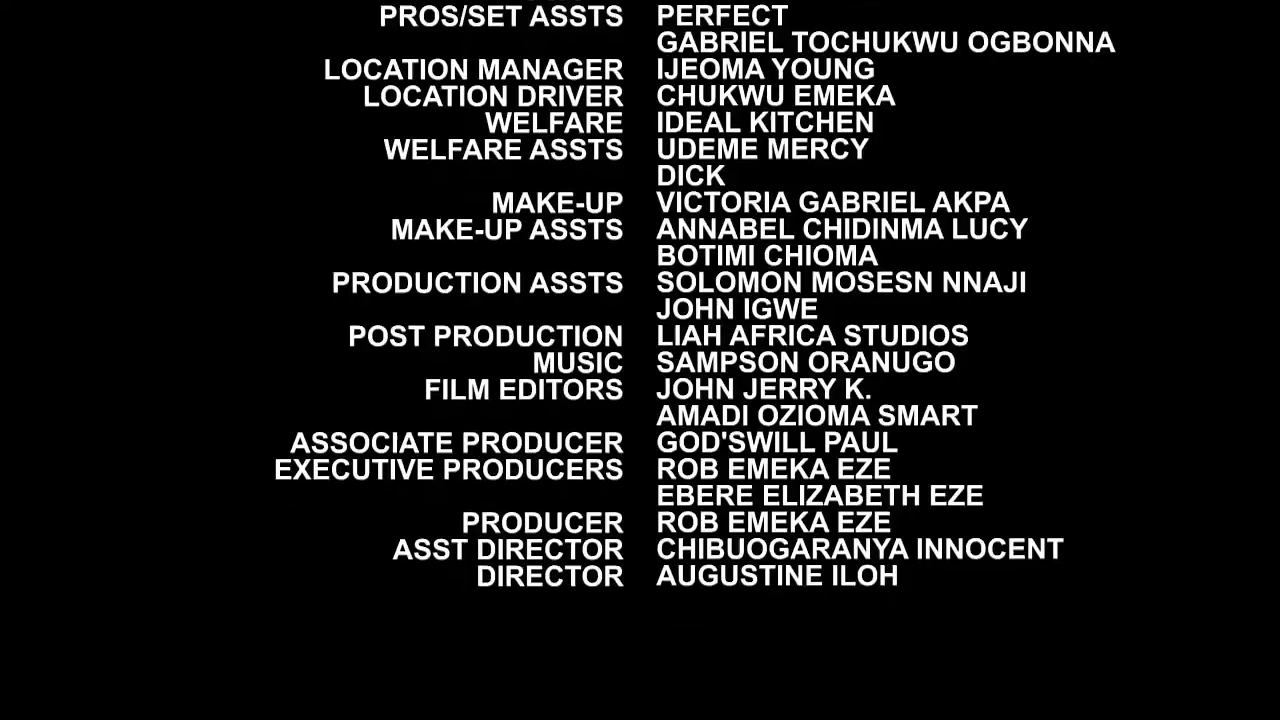 PROS/SET ASSTS PERFECT
GABRIEL TOCHUKWU OGBONNA
LOCATION MANAGER IJEOMA YOUNG
LOCATION DRIVER CHUKWU EMEKA
WELFARE IDEAL KITCHEN
WELFARE ASSTS UDEME MERCY
DICK
MAKE-UP VICTORIA GABRIEL AKPA
MAKE-UP ASSTS ANNABEL CHIDINMA LUCY
BOTIMI CHIOMA
PRODUCTION ASSTS SOLOMON MOSESN NNAJI
JOHN IGWE
POST PRODUCTION LIAH AFRICA STUDIOS
MUSIC SAMPSON ORANUGO
FILM EDITORS JOHN JERRY K.
AMADI OZIOMA SMART
ASSOCIATE PRODUCER GOD'SWILL PAUL
EXECUTIVE PRODUCERS ROB EMEKA EZE
EBERE ELIZABETH EZE
PRODUCER ROB EMEKA EZE
ASST DIRECTOR CHIBUOGARANYA INNOCENT
DIRECTOR AUGUSTINE ILOH